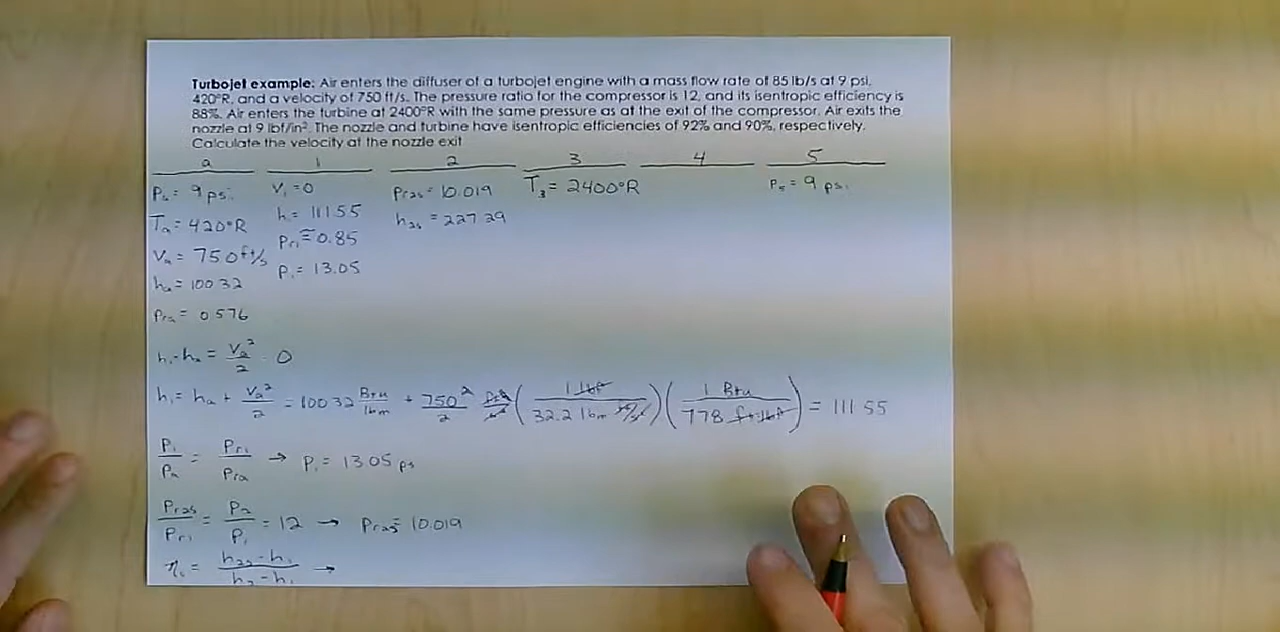 Turbojet example: Air enters the diffuser of a turbojet engine with a mass flow rate of 85 lb/s at 9 psi,
420°R, and a velocity of 750 ft/s. The pressure ratio for the compressor is 12, and its isentropic efficiency is
88%. Air enters the turbine at 2400°R with the same pressure as at the exit of the compressor. Air exits the
nozzle at 9 lbf/in². The nozzle and turbine have isentropic efficiencies of 92% and 90%, respectively.
Calculate the velocity at the nozzle exit
a 1 2 3 4 5
Pₐ = 9 psi V₁ = 0 Pr2s = 10.019 T₃ = 2400°R P₅ = 9 psi
Tₐ = 420°R h₁ = 111.55 h2s = 227.29
Vₐ = 750 ft/s Pr1 ≅ 0.85
hₐ = 100.32 P₁ = 13.05
Pra = 0.576
h₁-hₐ = Vₐ²/2 - 0
h₁ = hₐ + Vₐ²/2 = 100.32 Btu/lbm + 750²/2 ft²/s² (1 lbf/32.2 lbm ft/s²)(1 Btu/778 ft·lbf) = 111.55
P₁/Pₐ = Pr1/Pra → P₁ = 13.05 psi
Pr2s/Pr1 = P₂/P₁ = 12 → Pr2s = 10.019
ηc = h2s-h₁/h₂-h₁ →